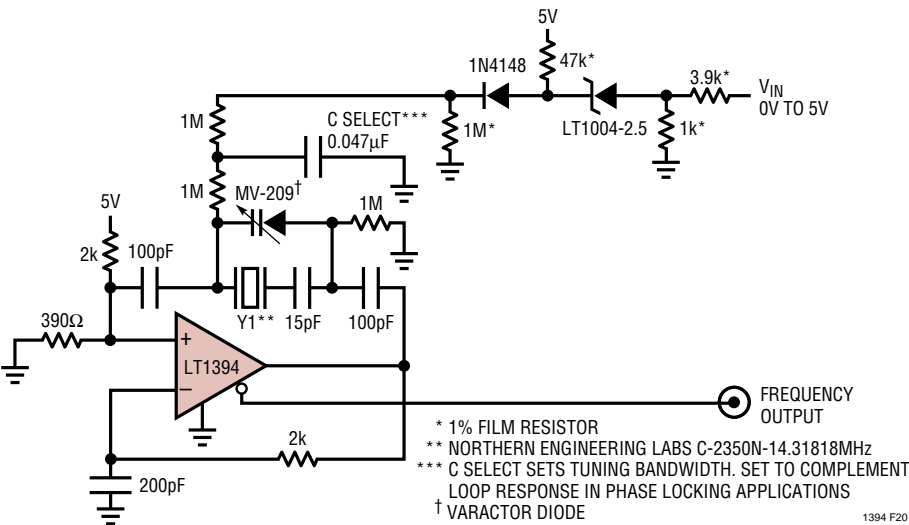 5V
47k*
1N4148
3.9k*
VIN
0V TO 5V
1M
C SELECT***
0.047μF
1M*
LT1004-2.5
1k*
1M
MV-209†
1M
5V
2k
100pF
390Ω
Y1**
15pF
100pF
+
LT1394
−
FREQUENCY
OUTPUT
2k
200pF
* 1% FILM RESISTOR
** NORTHERN ENGINEERING LABS C-2350N-14.31818MHz
*** C SELECT SETS TUNING BANDWIDTH. SET TO COMPLEMENT
LOOP RESPONSE IN PHASE LOCKING APPLICATIONS
† VARACTOR DIODE
1394 F20